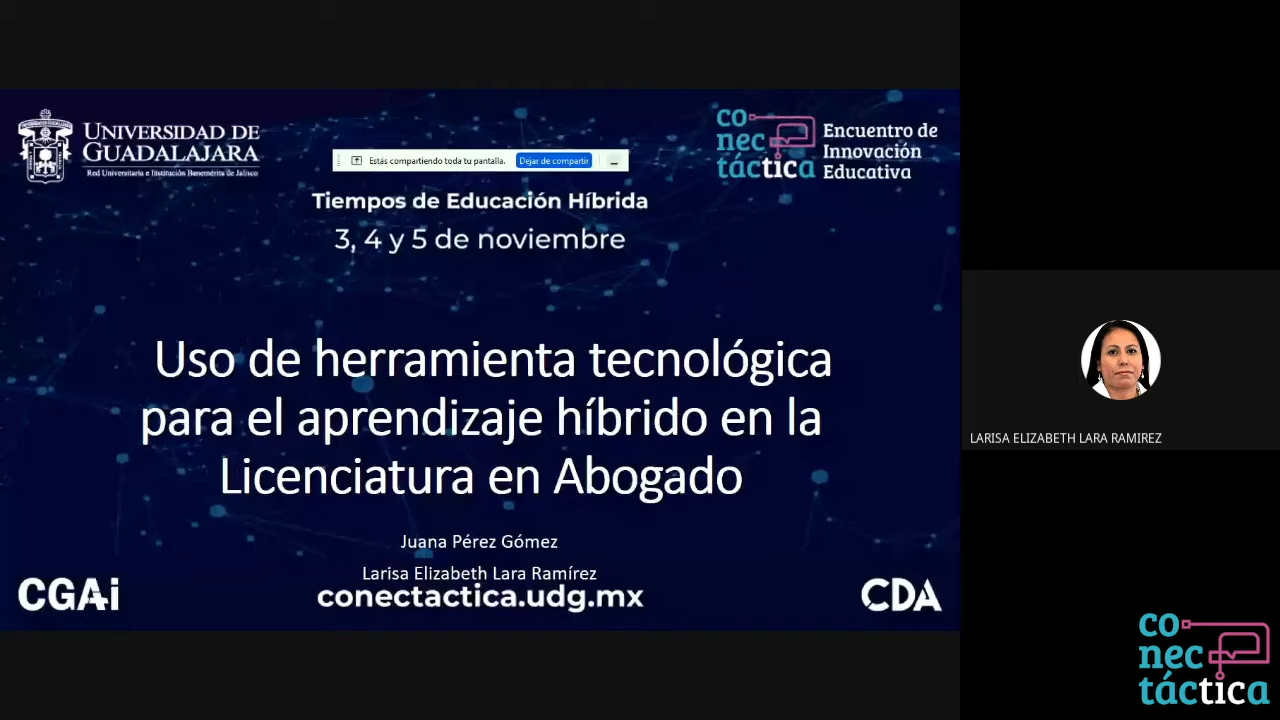 UNIVERSIDAD DE
GUADALAJARA
Red Universitaria e Institución Benemérita de Jalisco
Estás compartiendo toda tu pantalla.
Dejar de compartir
co
nec
táctica
Encuentro de
Innovación
Educativa
Tiempos de Educación Híbrida
3, 4 y 5 de noviembre
Uso de herramienta tecnológica
para el aprendizaje híbrido en la
Licenciatura en Abogado
Juana Pérez Gómez
Larisa Elizabeth Lara Ramírez
CGAi
conectactica.udg.mx
CDA
LARISA ELIZABETH LARA RAMIREZ
co
nec
táctica